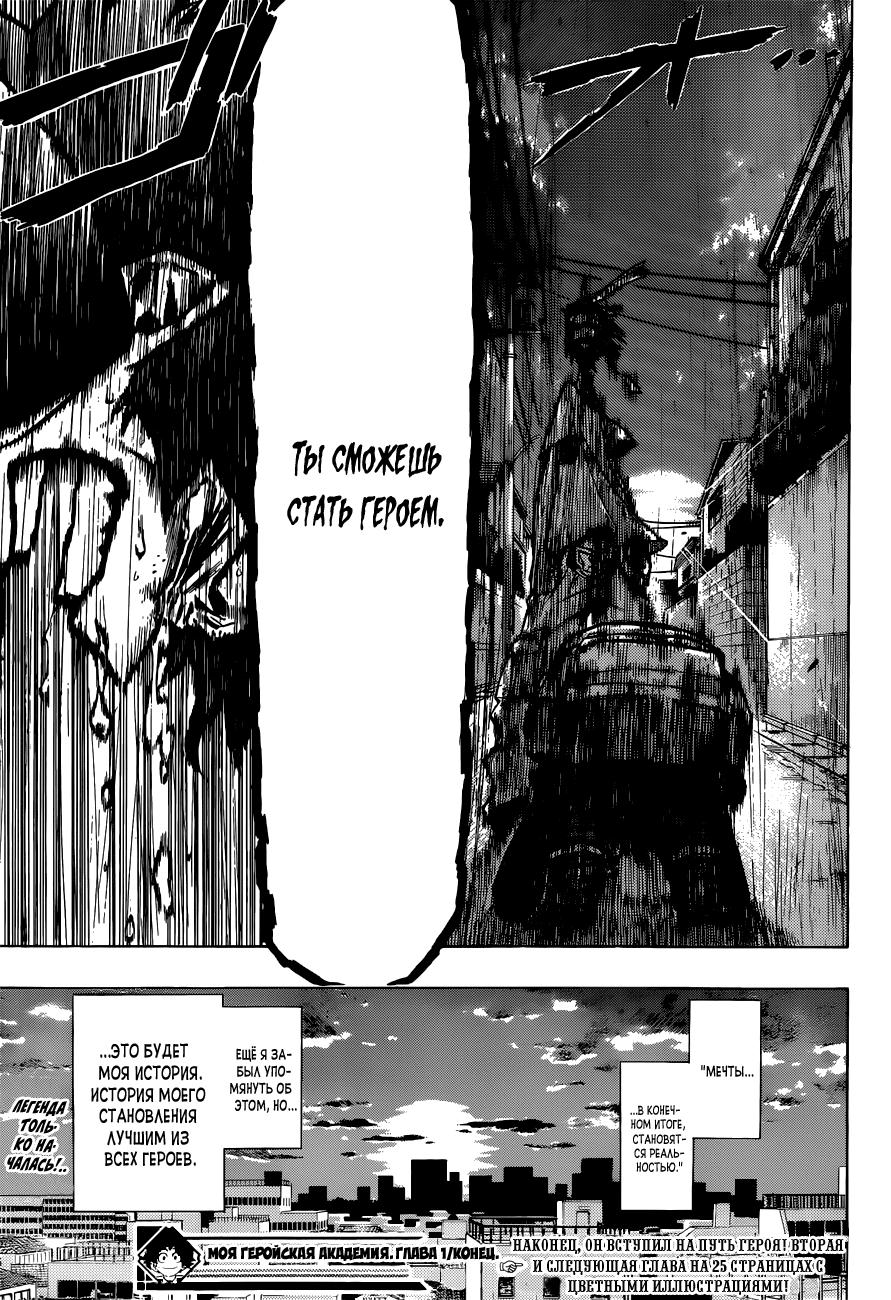 ТЫ СМОЖЕШЬ
СТАТЬ ГЕРОЕМ.
"МЕЧТЫ...
...В КОНЕЧ-
НОМ ИТОГЕ,
СТАНОВЯТ-
СЯ РЕАЛЬ-
НОСТЬЮ."
ЕЩЁ Я ЗА-
БЫЛ УПО-
МЯНУТЬ ОБ
ЭТОМ, НО...
...ЭТО БУДЕТ
МОЯ ИСТОРИЯ.
ИСТОРИЯ МОЕГО
СТАНОВЛЕНИЯ
ЛУЧШИМ ИЗ
ВСЕХ ГЕРОЕВ.
ЛЕГЕНДА
ТОЛЬ-
КО НА-
ЧАЛАСЬ!..
МОЯ ГЕРОЙСКАЯ АКАДЕМИЯ. ГЛАВА 1/КОНЕЦ.
НАКОНЕЦ, ОН ВСТУПИЛ НА ПУТЬ ГЕРОЯ! ВТОРАЯ
И СЛЕДУЮЩАЯ ГЛАВА НА 25 СТРАНИЦАХ С
ЦВЕТНЫМИ ИЛЛЮСТРАЦИЯМИ!